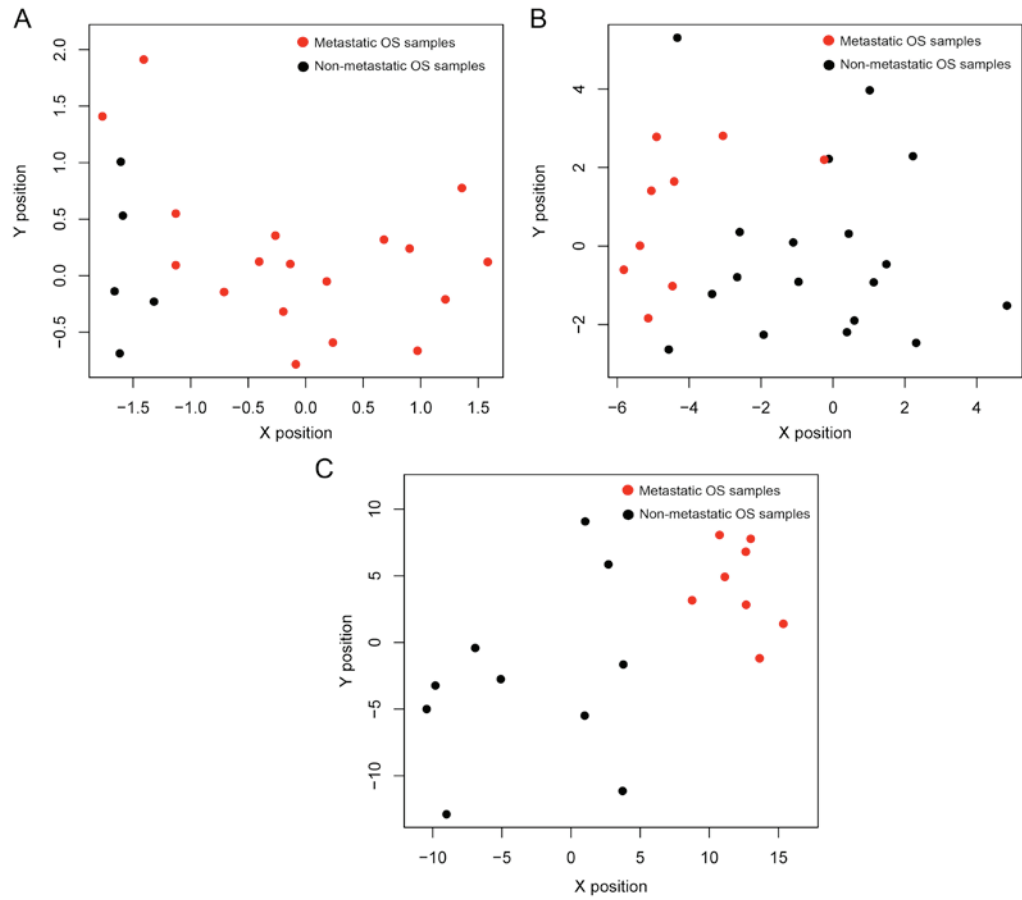 A
Metastatic OS samples
Non-metastatic OS samples
2.0
1.5
1.0
0.5
0.0
−0.5
Y position
−1.5 −1.0 −0.5 0.0 0.5 1.0 1.5
X position
B
Metastatic OS samples
Non-metastatic OS samples
4
2
0
−2
Y position
−6 −4 −2 0 2 4
X position
C
Metastatic OS samples
Non-metastatic OS samples
10
5
0
−5
−10
Y position
−10 −5 0 5 10 15
X position